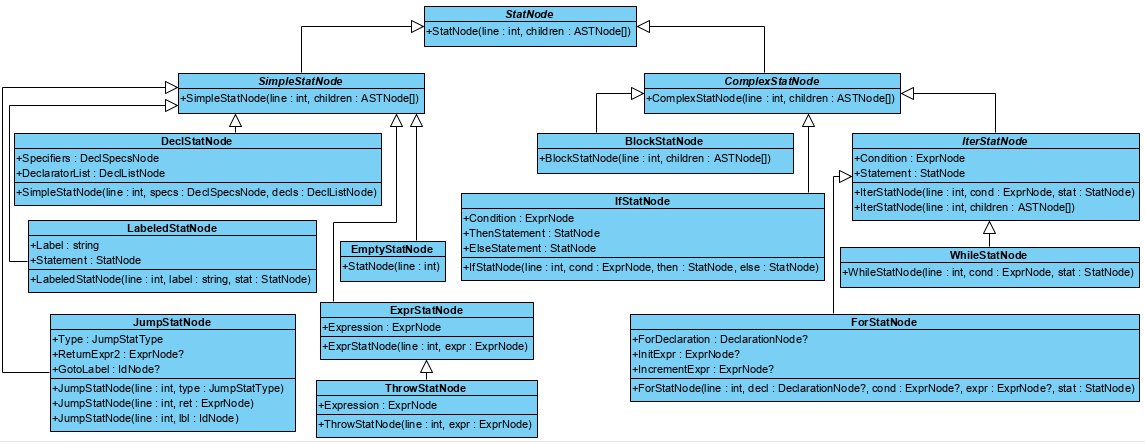 StatNode
+StatNode(line : int, children : ASTNode[])
SimpleStatNode
+SimpleStatNode(line : int, children : ASTNode[])
ComplexStatNode
+ComplexStatNode(line : int, children : ASTNode[])
DeclStatNode
+Specifiers : DeclSpecsNode
+DeclaratorList : DeclListNode
+SimpleStatNode(line : int, specs : DeclSpecsNode, decls : DeclListNode)
BlockStatNode
+BlockStatNode(line : int, children : ASTNode[])
IterStatNode
+Condition : ExprNode
+Statement : StatNode
+IterStatNode(line : int, cond : ExprNode, stat : StatNode)
+IterStatNode(line : int, children : ASTNode[])
IfStatNode
+Condition : ExprNode
+ThenStatement : StatNode
+ElseStatement : StatNode
+IfStatNode(line : int, cond : ExprNode, then : StatNode, else : StatNode)
LabeledStatNode
+Label : string
+Statement : StatNode
+LabeledStatNode(line : int, label : string, stat : StatNode)
EmptyStatNode
+StatNode(line : int)
WhileStatNode
+WhileStatNode(line : int, cond : ExprNode, stat : StatNode)
JumpStatNode
+Type : JumpStatType
+ReturnExpr2 : ExprNode?
+GotoLabel : IdNode?
+JumpStatNode(line : int, type : JumpStatType)
+JumpStatNode(line : int, ret : ExprNode)
+JumpStatNode(line : int, lbl : IdNode)
ExprStatNode
+Expression : ExprNode
+ExprStatNode(line : int, expr : ExprNode)
ThrowStatNode
+Expression : ExprNode
+ThrowStatNode(line : int, expr : ExprNode)
ForStatNode
+ForDeclaration : DeclarationNode?
+InitExpr : ExprNode?
+IncrementExpr : ExprNode?
+ForStatNode(line : int, decl : DeclarationNode?, cond : ExprNode?, expr : ExprNode?, stat : StatNode)